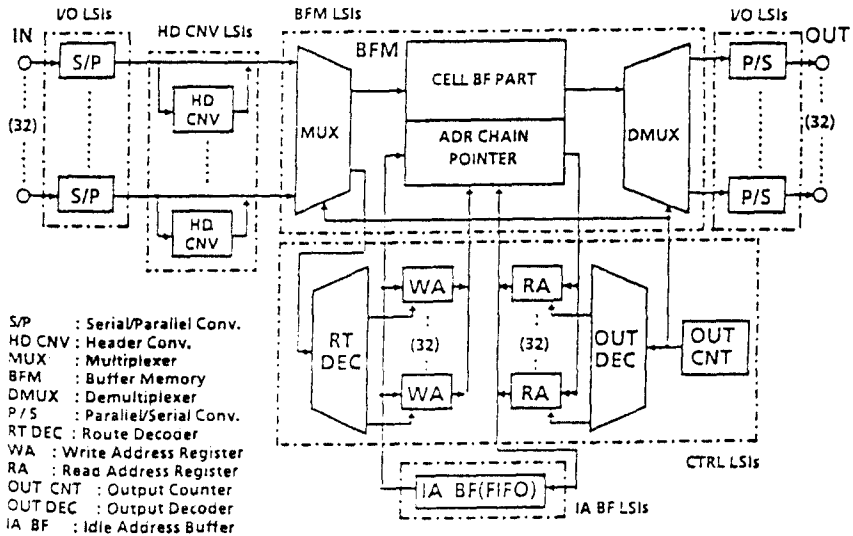 I/O LSIs
BFM LSIs
I/O LSIs
IN
HD CNV LSIs
BFM
OUT
S/P
CELL BF PART
P/S
HD
CNV
(32)
MUX
ADR CHAIN
POINTER
DMUX
(32)
S/P
P/S
HD
CNV
WA
RA
RT
DEC
(32)
(32)
OUT
DEC
OUT
CNT
WA
RA
CTRL LSIs
IA BF(FIFO)
IA BF LSIs
S/P : Serial/Parallel Conv.
HD CNV : Header Conv.
MUX : Multiplexer
BFM : Buffer Memory
DMUX : Demultiplexer
P/S : Parallel/Serial Conv.
RT DEC : Route Decoder
WA : Write Address Register
RA : Read Address Register
OUT CNT : Output Counter
OUT DEC : Output Decoder
IA BF : Idle Address Buffer